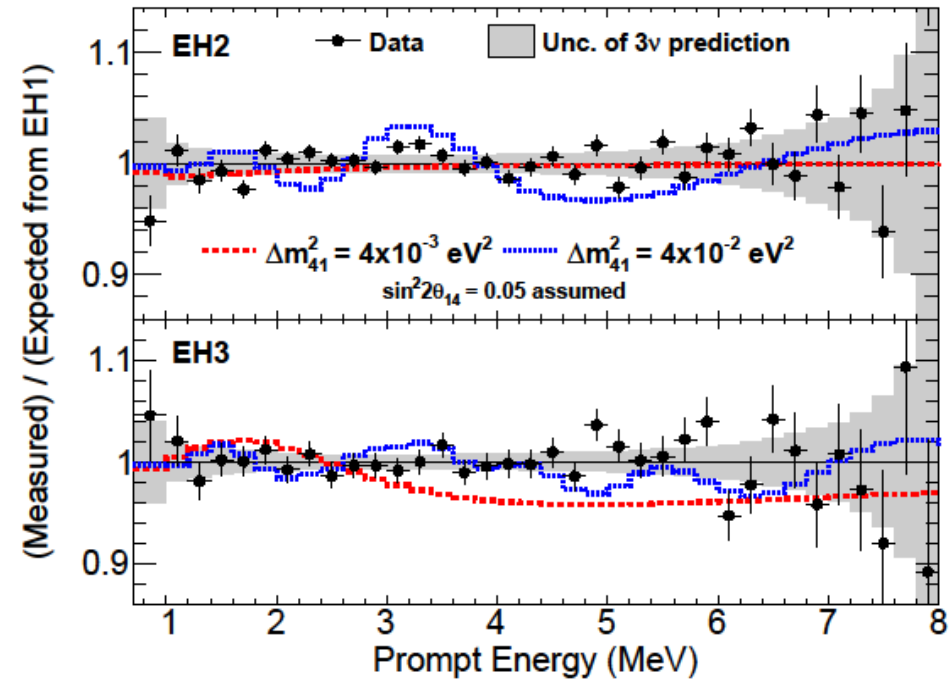 (Measured) / (Expected from EH1)
1.1
1
0.9
EH2
Data
Unc. of 3ν prediction
Δm²₄₁ = 4x10⁻³ eV²
Δm²₄₁ = 4x10⁻² eV²
sin²2θ₁₄ = 0.05 assumed
1.1
1
0.9
EH3
1 2 3 4 5 6 7 8
Prompt Energy (MeV)